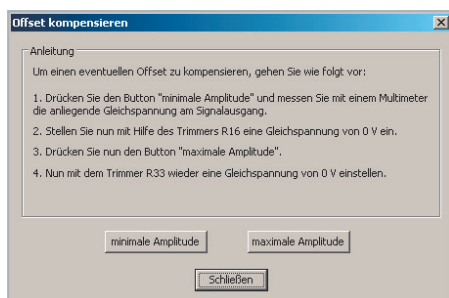 Offset kompensieren
Anleitung
Um einen eventuellen Offset zu kompensieren, gehen Sie wie folgt vor:
1. Drücken Sie den Button "minimale Amplitude" und messen Sie mit einem Multimeter
die anliegende Gleichspannung am Signalausgang.
2. Stellen Sie nun mit Hilfe des Trimmers R16 eine Gleichspannung von 0 V ein.
3. Drücken Sie nun den Button "maximale Amplitude".
4. Nun mit dem Trimmer R33 wieder eine Gleichspannung von 0 V einstellen.
minimale Amplitude
maximale Amplitude
Schließen